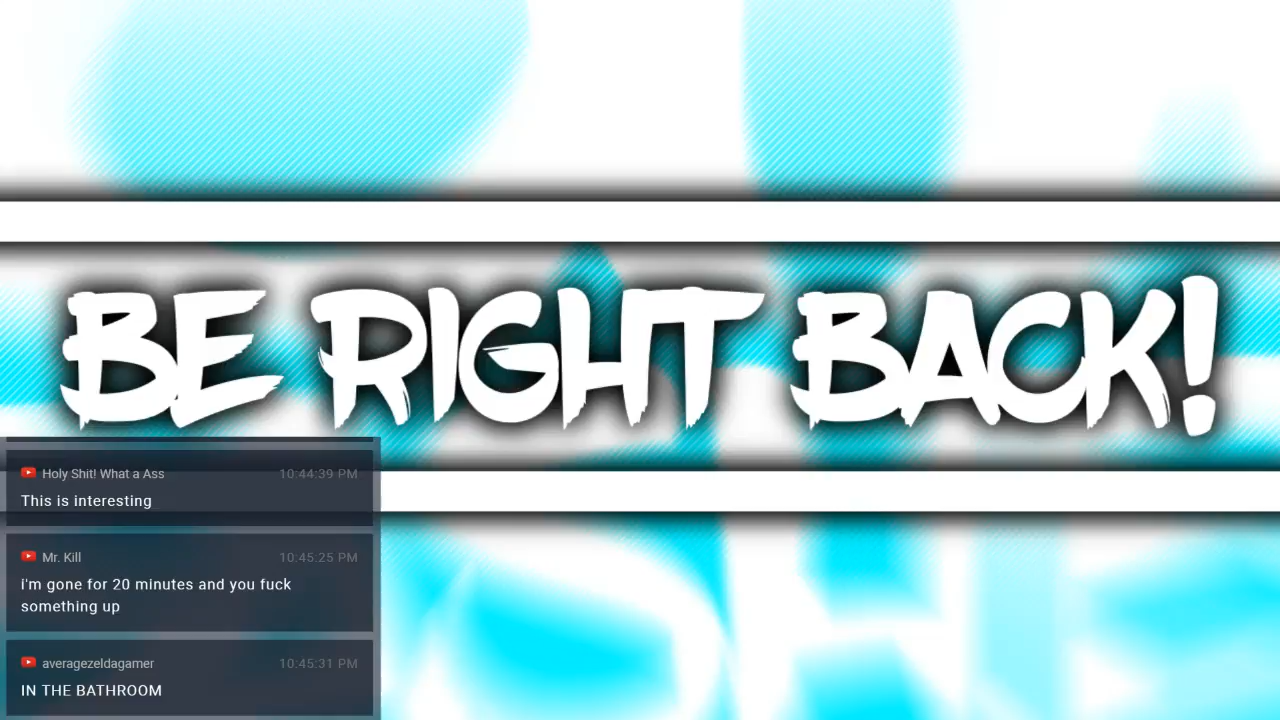 BE RIGHT BACK!
Holy Shit! What a Ass 10:44:39 PM
This is interesting
Mr. Kill 10:45:25 PM
i'm gone for 20 minutes and you fuck
something up
averagezeldagamer 10:45:31 PM
IN THE BATHROOM